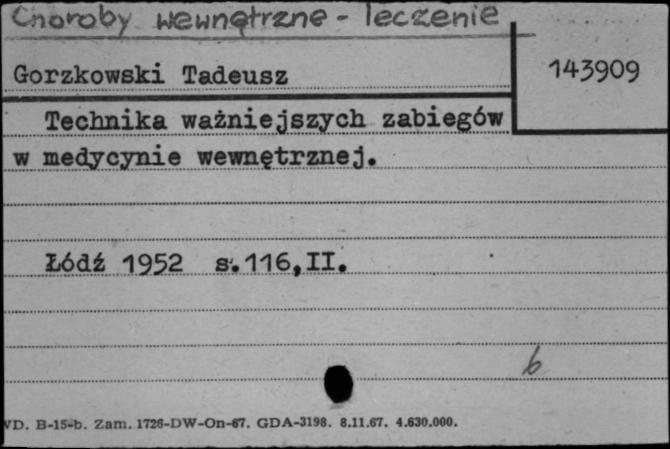 Choroby wewnętrzne - leczenie
Gorzkowski Tadeusz
143909
Technika ważniejszych zabiegów
w medycynie wewnętrznej.
Łódź 1952 s.116,II.
b
VD. B-15-b. Zam. 1726-DW-On-67. GDA-3198. 8.11.67. 4.630.000.